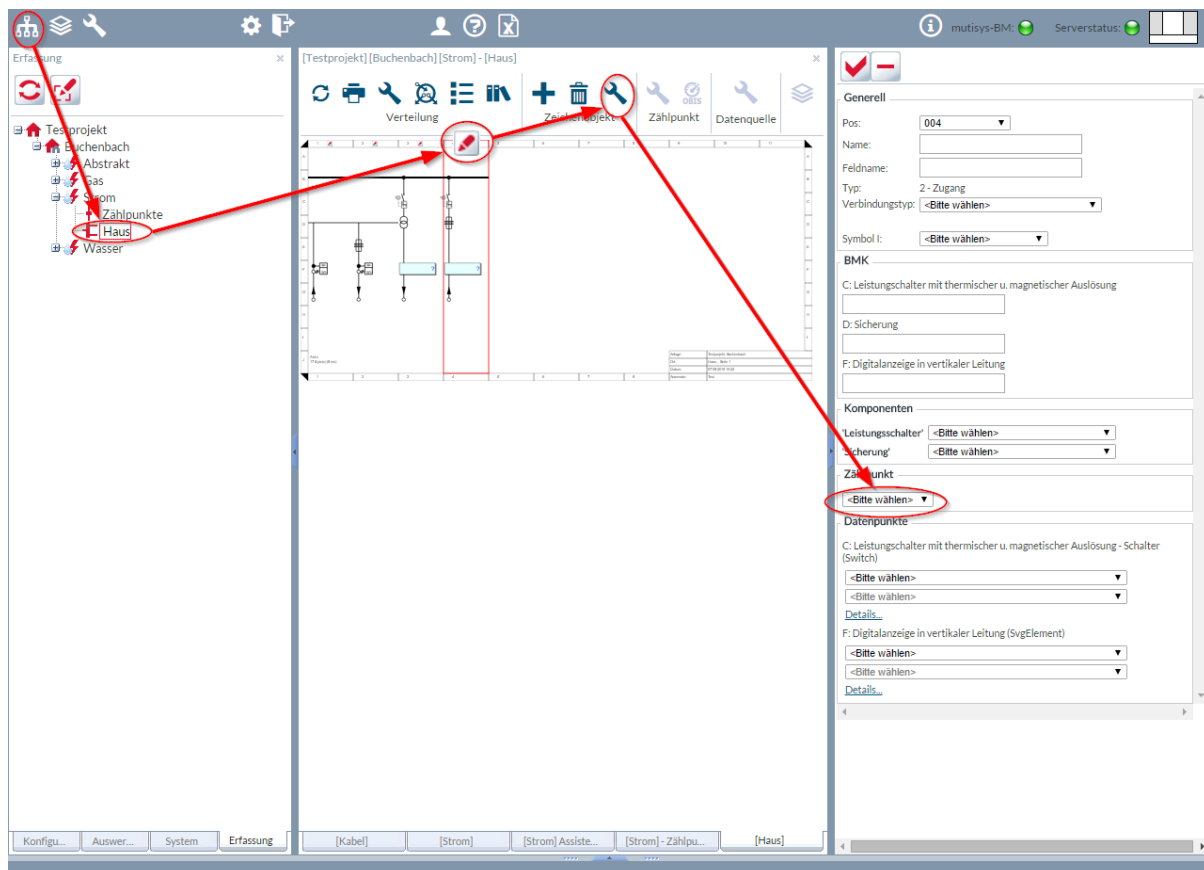 mutisys-BM:
Serverstatus:
Erfassung
×
Testprojekt
Buchenbach
Abstrakt
Gas
Strom
Zählpunkte
Haus
Wasser
Konfigu...
Auswer...
System
Erfassung
[Testprojekt] [Buchenbach] [Strom] - [Haus]
×
OBIS
Verteilung
Zeichenobjekt
Zählpunkt
Datenquelle
[Kabel]
[Strom]
[Strom] Assiste...
[Strom] - Zählpu...
[Haus]
Generell
Pos:
004
Name:
Feldname:
Typ:
2 - Zugang
Verbindungstyp:
<Bitte wählen>
Symbol I:
<Bitte wählen>
BMK
C: Leistungschalter mit thermischer u. magnetischer Auslösung
D: Sicherung
F: Digitalanzeige in vertikaler Leitung
Komponenten
'Leistungsschalter'
<Bitte wählen>
'Sicherung'
<Bitte wählen>
Zählpunkt
<Bitte wählen>
Datenpunkte
C: Leistungschalter mit thermischer u. magnetischer Auslösung - Schalter
(Switch)
<Bitte wählen>
<Bitte wählen>
Details...
F: Digitalanzeige in vertikaler Leitung (SvgElement)
<Bitte wählen>
<Bitte wählen>
Details...